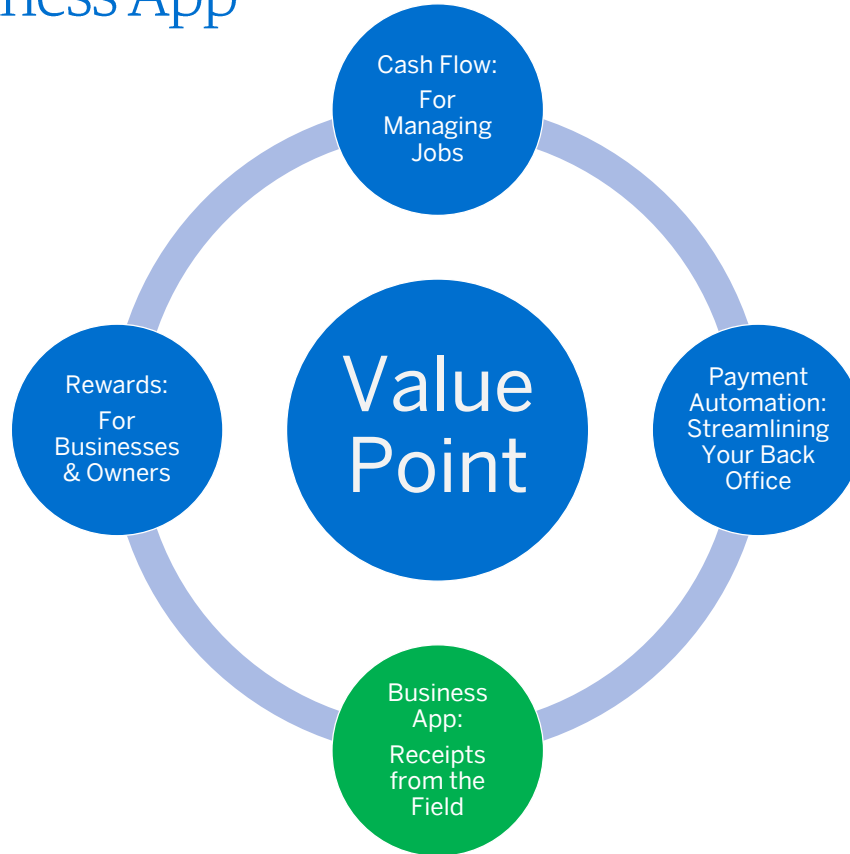 App
Cash Flow:
For
Managing
Jobs
Rewards:
For
Businesses
& Owners
Value
Point
Payment
Automation:
Streamlining
Your Back
Office
Business
App:
Receipts
from the
Field